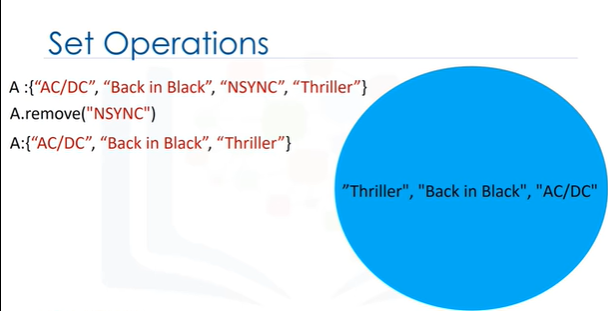 Set Operations
A :{“AC/DC”, “Back in Black”, “NSYNC”, “Thriller”}
A.remove("NSYNC")
A:{“AC/DC”, “Back in Black”, “Thriller”}
”Thriller", "Back in Black", "AC/DC"